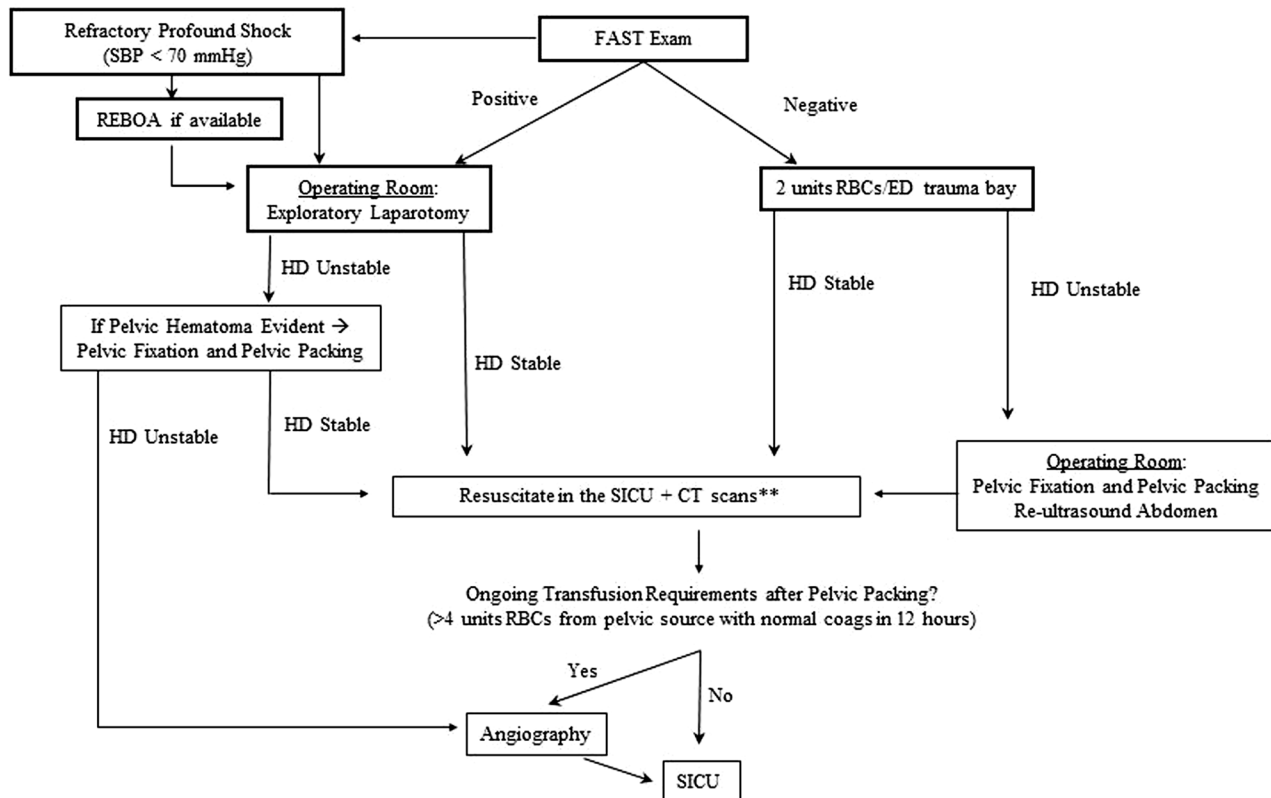 Refractory Profound Shock
(SBP < 70 mmHg)
FAST Exam
Positive
Negative
REBOA if available
Operating Room:
Exploratory Laparotomy
2 units RBCs/ED trauma bay
HD Unstable
HD Stable
HD Unstable
If Pelvic Hematoma Evident →
Pelvic Fixation and Pelvic Packing
HD Stable
HD Unstable
HD Stable
Operating Room:
Pelvic Fixation and Pelvic Packing
Re-ultrasound Abdomen
Resuscitate in the SICU + CT scans**
Ongoing Transfusion Requirements after Pelvic Packing?
(>4 units RBCs from pelvic source with normal coags in 12 hours)
Yes
No
Angiography
SICU